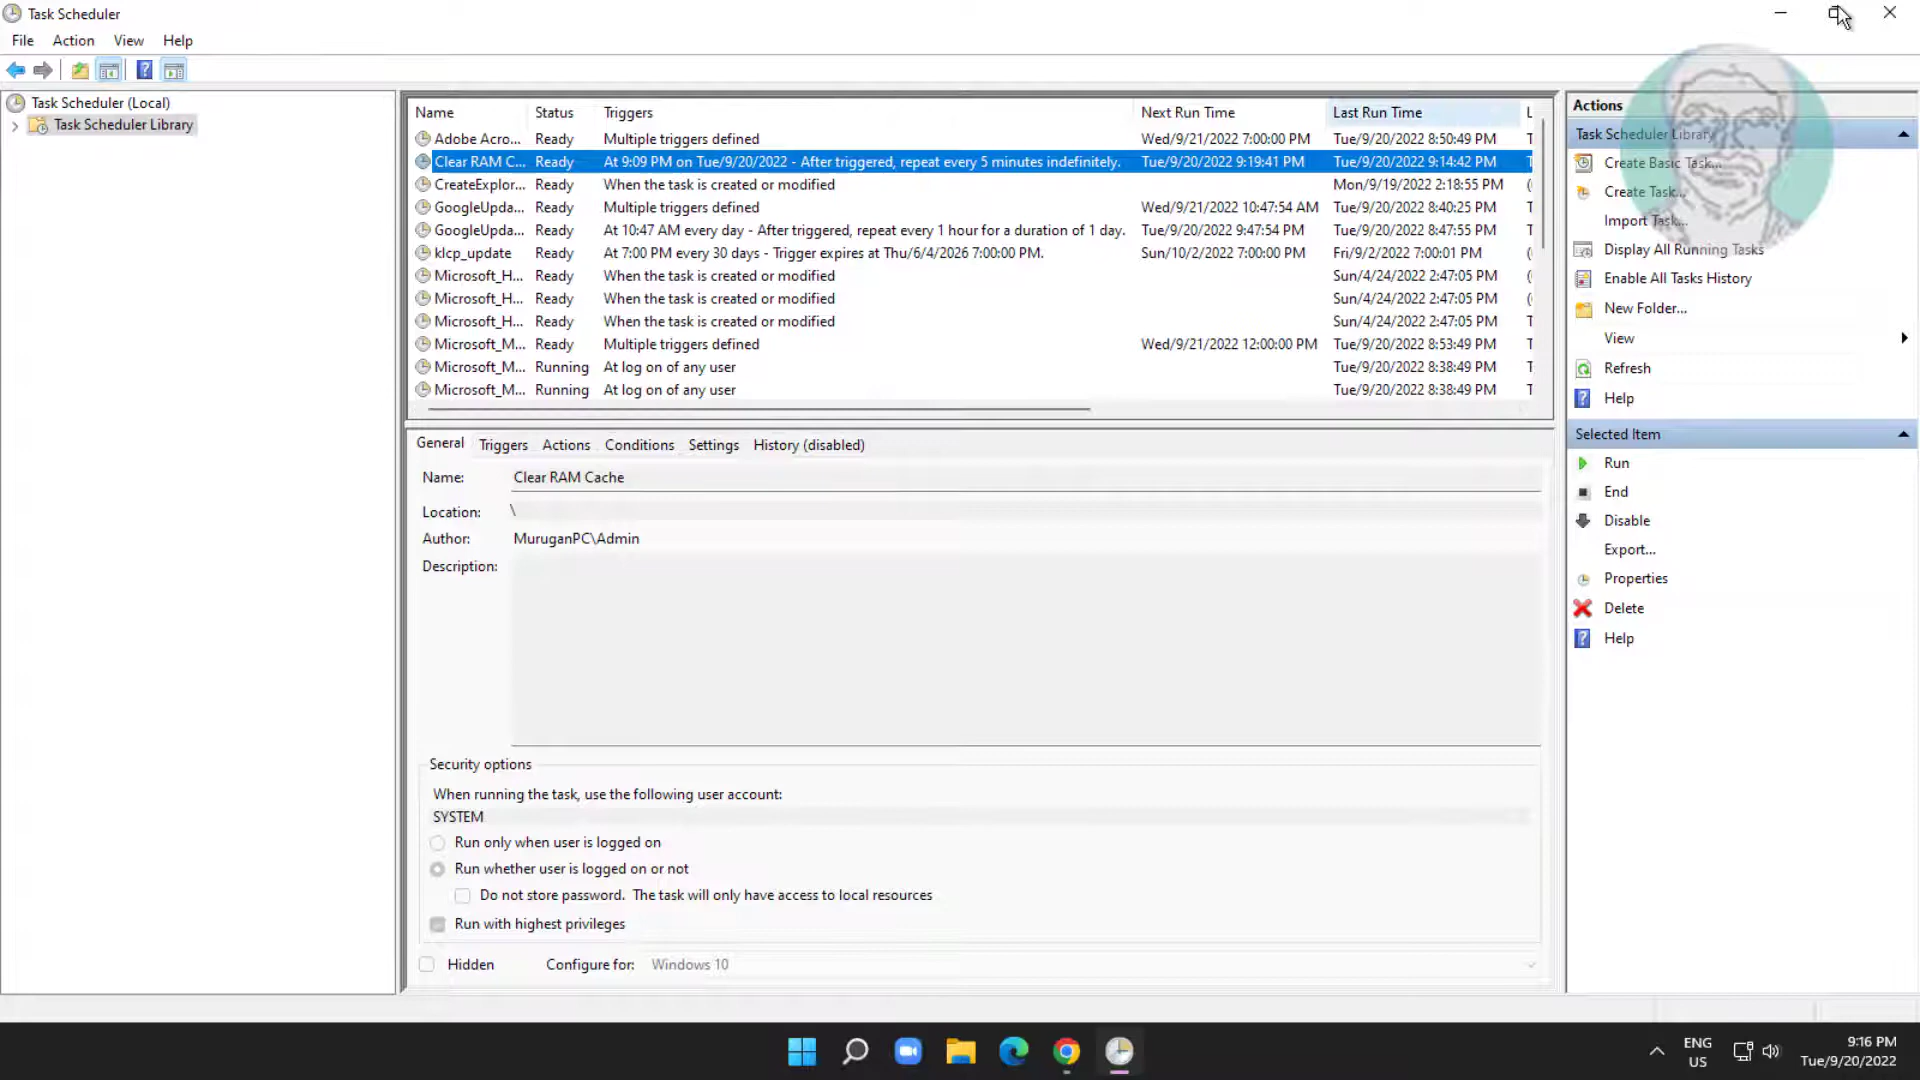 Task Scheduler
File Action View Help
Task Scheduler (Local)
Task Scheduler Library
Name Status Triggers Next Run Time Last Run Time L
Adobe Acro... Ready Multiple triggers defined Wed/9/21/2022 7:00:00 PM Tue/9/20/2022 8:50:49 PM T
Clear RAM C... Ready At 9:09 PM on Tue/9/20/2022 - After triggered, repeat every 5 minutes indefinitely. Tue/9/20/2022 9:19:41 PM Tue/9/20/2022 9:14:42 PM T
CreateExplor... Ready When the task is created or modified Mon/9/19/2022 2:18:55 PM (
GoogleUpda... Ready Multiple triggers defined Wed/9/21/2022 10:47:54 AM Tue/9/20/2022 8:40:25 PM T
GoogleUpda... Ready At 10:47 AM every day - After triggered, repeat every 1 hour for a duration of 1 day. Tue/9/20/2022 9:47:54 PM Tue/9/20/2022 8:47:55 PM T
klcp_update Ready At 7:00 PM every 30 days - Trigger expires at Thu/6/4/2026 7:00:00 PM. Sun/10/2/2022 7:00:00 PM Fri/9/2/2022 7:00:01 PM (
Microsoft_H... Ready When the task is created or modified Sun/4/24/2022 2:47:05 PM (
Microsoft_H... Ready When the task is created or modified Sun/4/24/2022 2:47:05 PM (
Microsoft_H... Ready When the task is created or modified Sun/4/24/2022 2:47:05 PM T
Microsoft_M... Ready Multiple triggers defined Wed/9/21/2022 12:00:00 PM Tue/9/20/2022 8:53:49 PM T
Microsoft_M... Running At log on of any user Tue/9/20/2022 8:38:49 PM T
Microsoft_M... Running At log on of any user Tue/9/20/2022 8:38:49 PM T
General Triggers Actions Conditions Settings History (disabled)
Name: Clear RAM Cache
Location: \
Author: MuruganPC\Admin
Description:
Security options
When running the task, use the following user account:
SYSTEM
Run only when user is logged on
Run whether user is logged on or not
Do not store password. The task will only have access to local resources
Run with highest privileges
Hidden Configure for: Windows 10
Actions
Task Scheduler Library
Create Basic Task...
Create Task...
Import Task...
Display All Running Tasks
Enable All Tasks History
New Folder...
View
Refresh
Help
Selected Item
Run
End
Disable
Export...
Properties
Delete
Help
ENG
US
9:16 PM
Tue/9/20/2022